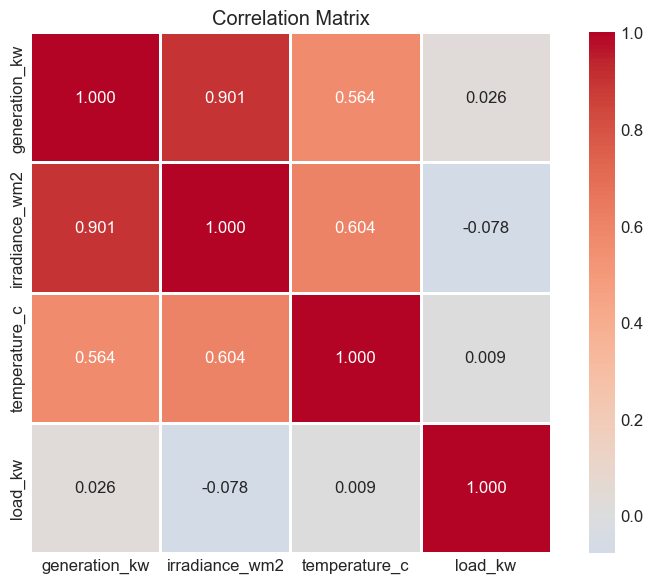 Correlation Matrix
generation_kw
1.000 0.901 0.564 0.026
irradiance_wm2
0.901 1.000 0.604 -0.078
temperature_c
0.564 0.604 1.000 0.009
load_kw
0.026 -0.078 0.009 1.000
generation_kw irradiance_wm2 temperature_c load_kw
1.0
0.8
0.6
0.4
0.2
0.0